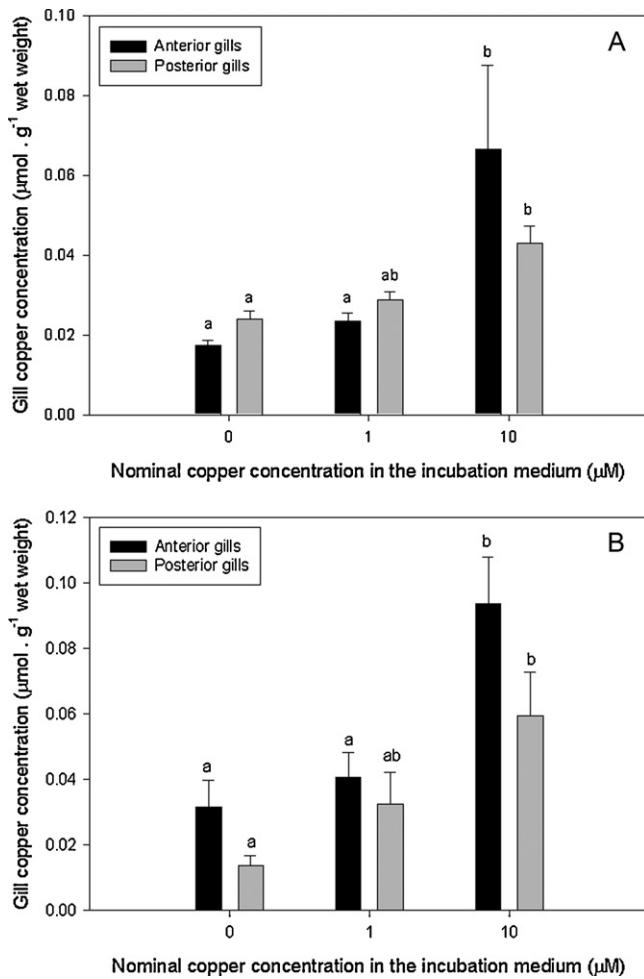 0.10
Anterior gills
Posterior gills
A
b
0.08
0.06
b
0.04
ab
a
a
a
0.02
0.00
0 1 10
Gill copper concentration (µmol . g⁻¹ wet weight)
Nominal copper concentration in the incubation medium (µM)
0.12
Anterior gills
Posterior gills
B
b
0.10
0.08
b
0.06
ab
a
a
0.04
a
0.02
0.00
0 1 10
Gill copper concentration (µmol . g⁻¹ wet weight)
Nominal copper concentration in the incubation medium (µM)